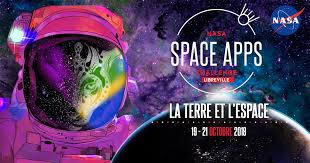 NASA
SPACE APPS
CHALLENGE
LIBREVILLE
NASA
LA TERRE ET L'ESPACE
19 - 21 OCTOBRE 2018